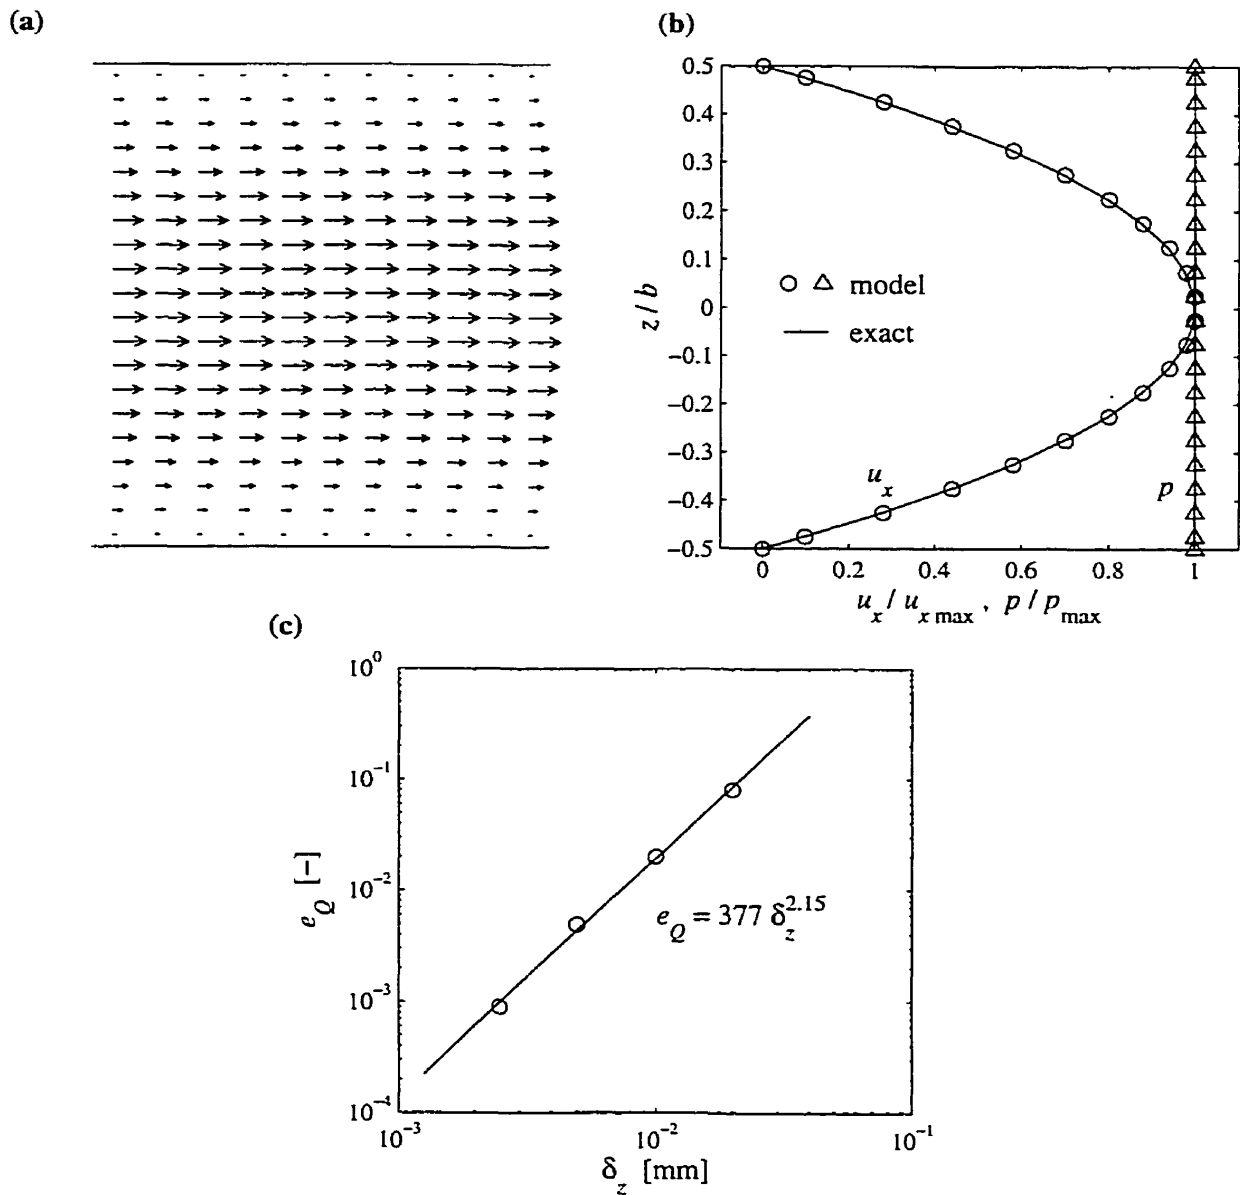 (a)
(b)
0.5
0.4
0.3
0.2
0.1
0
−0.1
−0.2
−0.3
−0.4
−0.5
z / b
model
exact
u_x
p
0 0.2 0.4 0.6 0.8 1
u_x / u_x max , p / p_max
(c)
10^0
10^-1
10^-2
10^-3
10^-4
e_Q [−]
e_Q = 377 δ_z^2.15
10^-3 10^-2 10^-1
δ_z [mm]